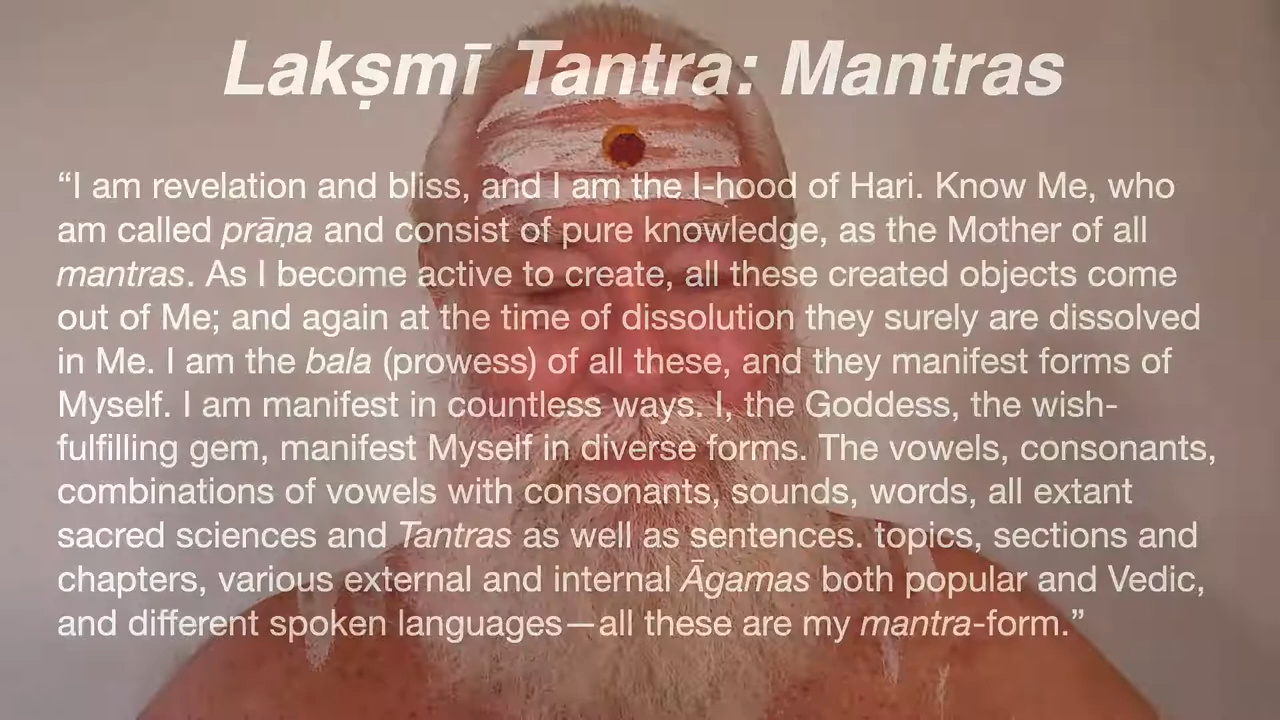 Lakṣmī Tantra: Mantras
“I am revelation and bliss, and I am the I-hood of Hari. Know Me, who
am called prāṇa and consist of pure knowledge, as the Mother of all
mantras. As I become active to create, all these created objects come
out of Me; and again at the time of dissolution they surely are dissolved
in Me. I am the bala (prowess) of all these, and they manifest forms of
Myself. I am manifest in countless ways. I, the Goddess, the wish-
fulfilling gem, manifest Myself in diverse forms. The vowels, consonants,
combinations of vowels with consonants, sounds, words, all extant
sacred sciences and Tantras as well as sentences. topics, sections and
chapters, various external and internal Āgamas both popular and Vedic,
and different spoken languages—all these are my mantra-form.”